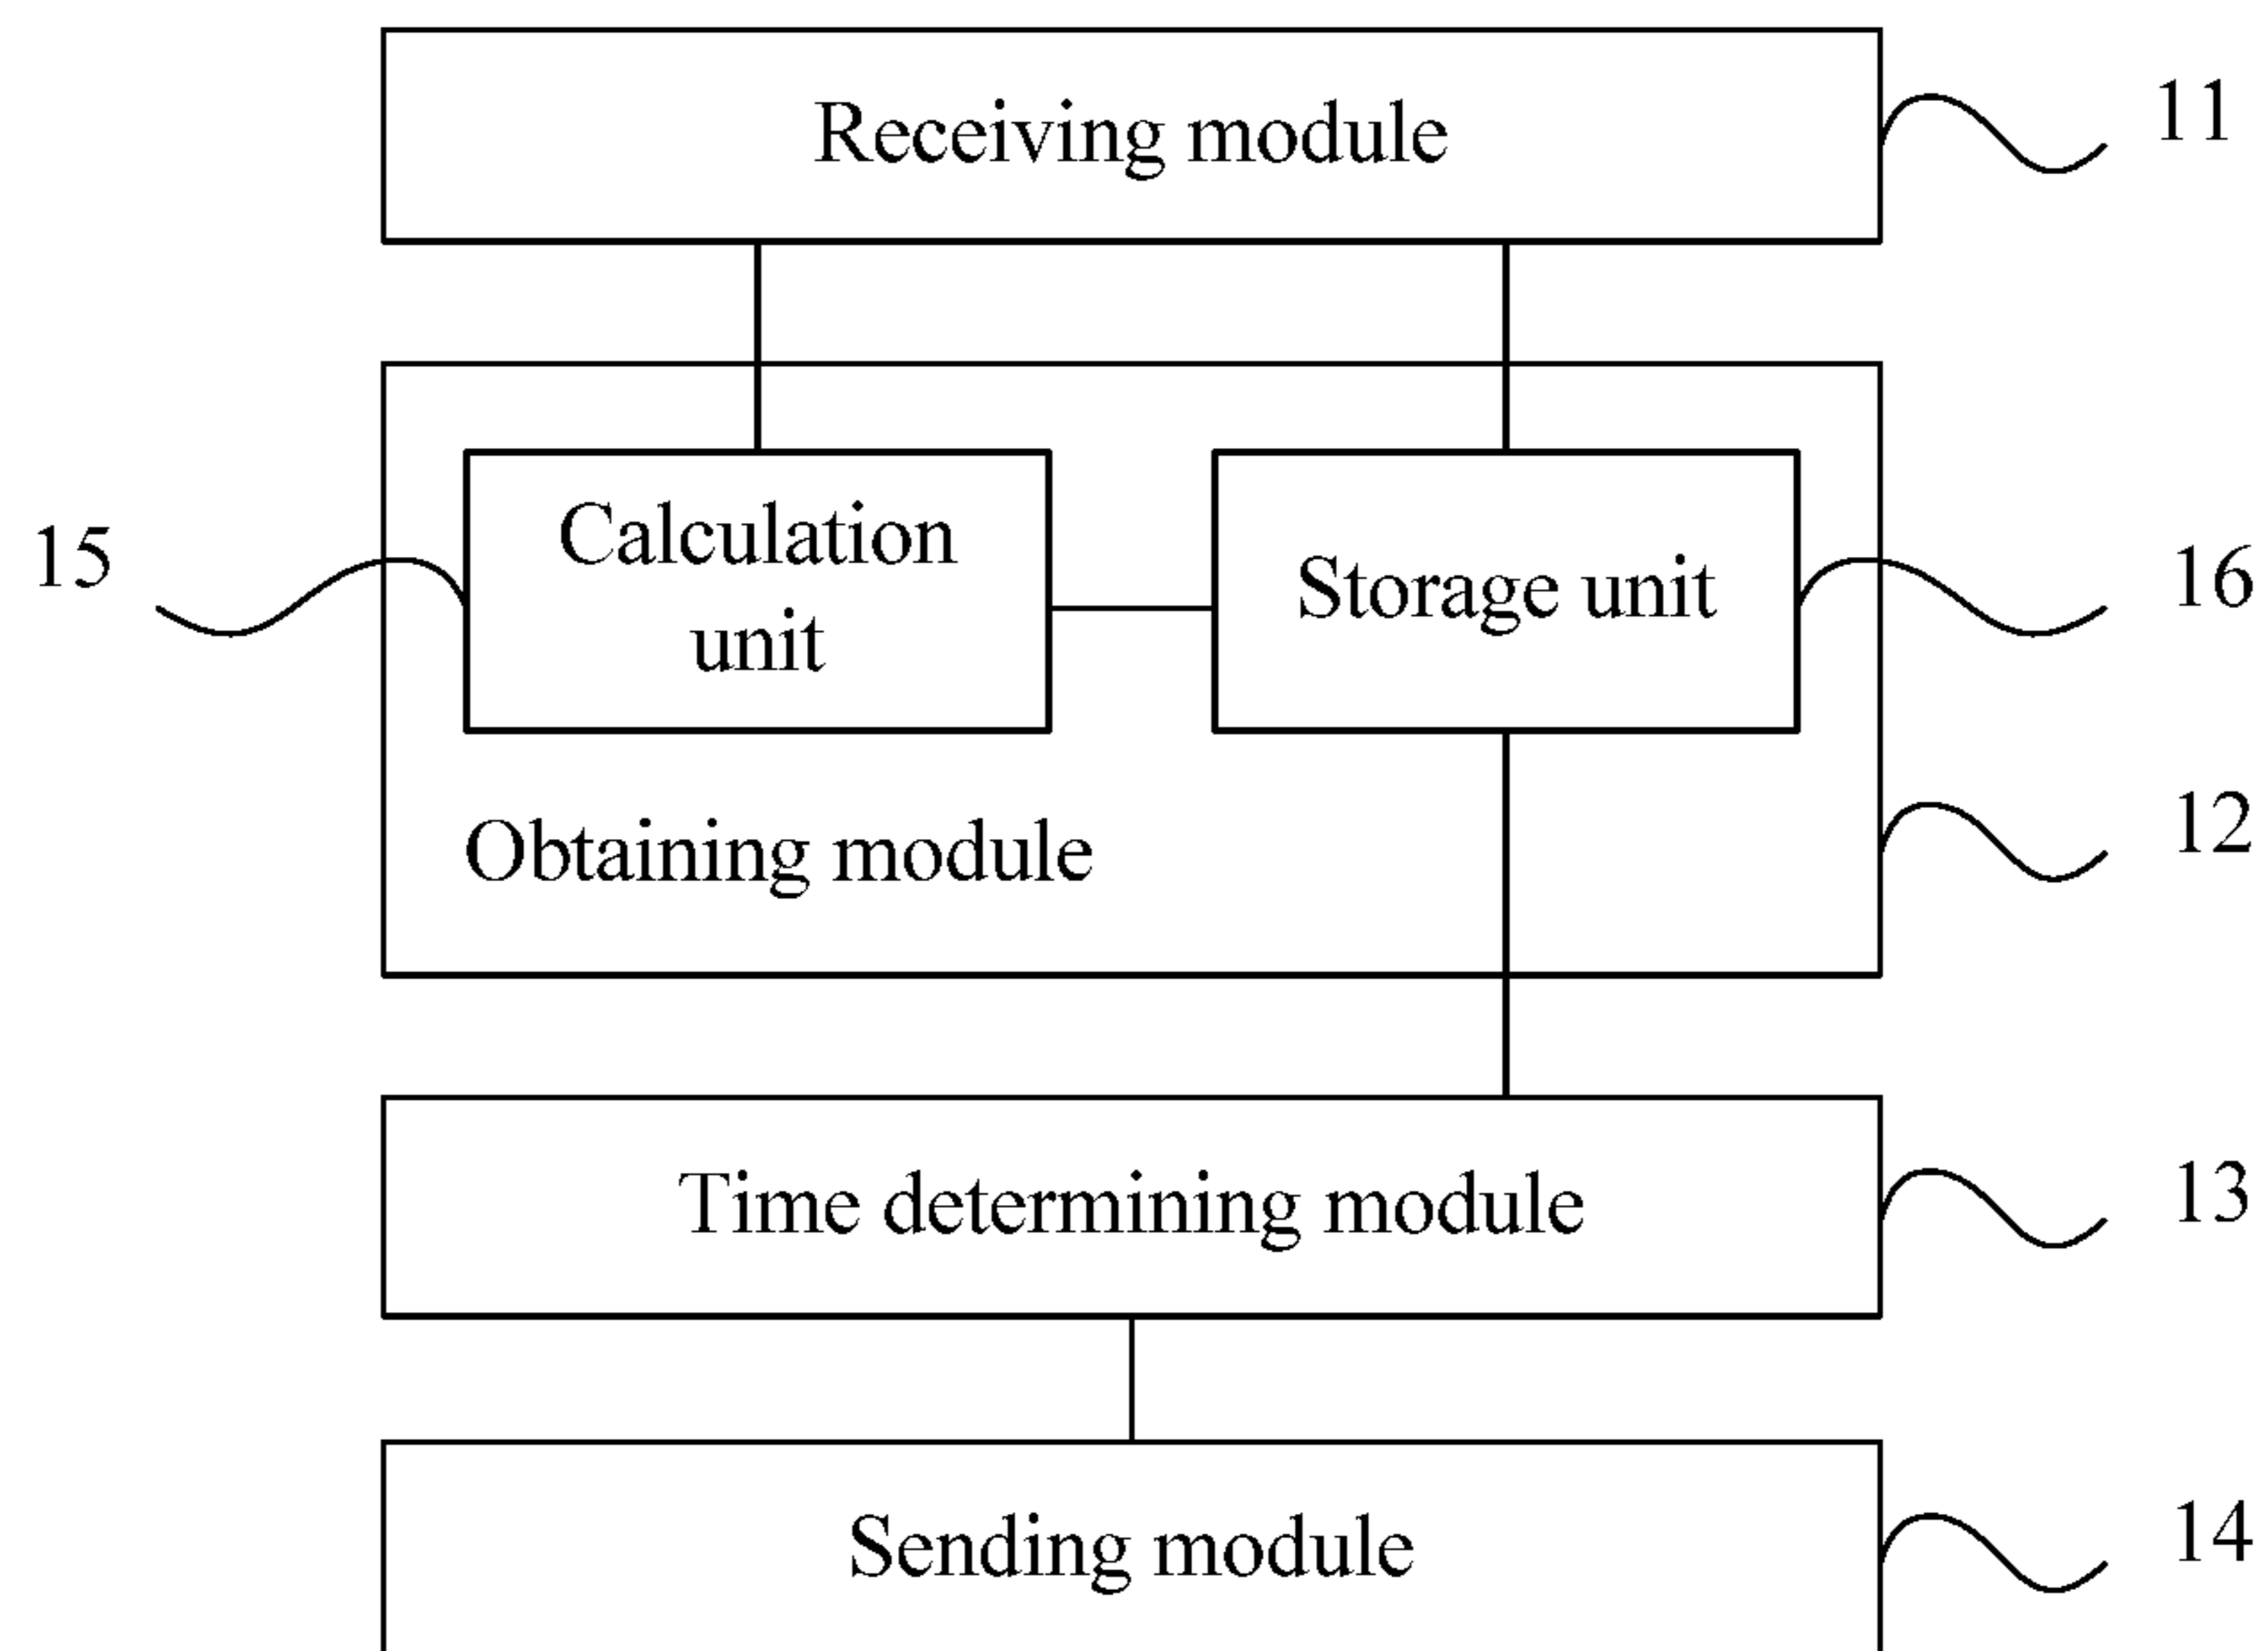 Receiving module
11
Calculation
unit
15
Storage unit
16
Obtaining module
12
Time determining module
13
Sending module
14